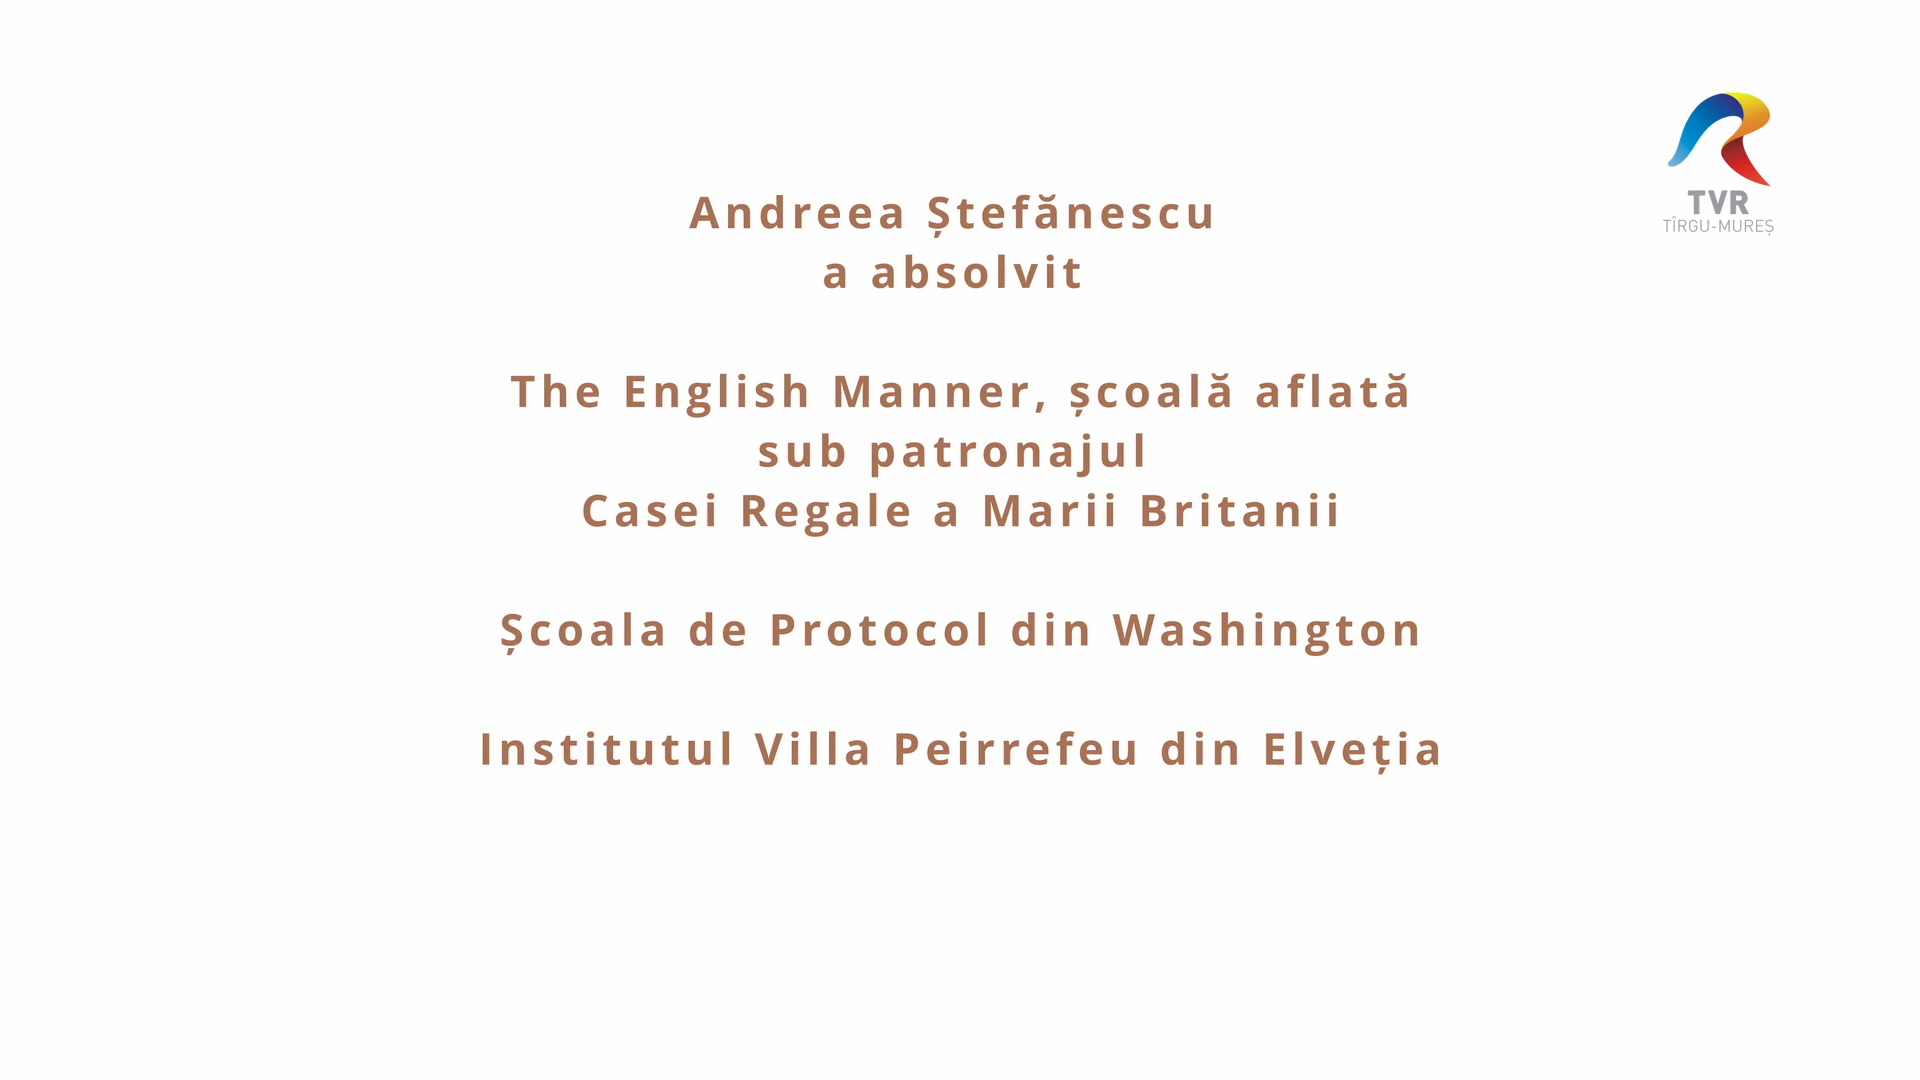 TVR
TÎRGU-MUREȘ
Andreea Ștefănescu
a absolvit
The English Manner, școală aflată
sub patronajul
Casei Regale a Marii Britanii
Școala de Protocol din Washington
Institutul Villa Peirrefeu din Elveția